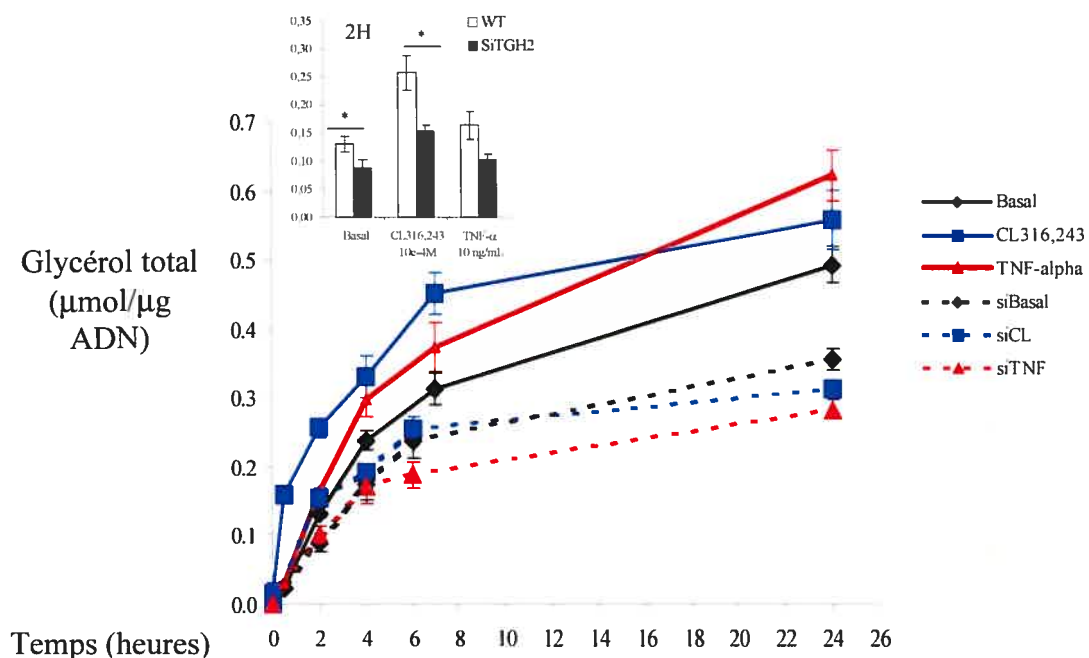 2H
WT
SiTGH2
0,35
0,30
0,25
0,20
0,15
0,10
0,05
0,00
*
*
Basal
CL316,243
10e-4M
TNF-α
10 ng/mL
Glycérol total
(µmol/µg
ADN)
0.7
0.6
0.5
0.4
0.3
0.2
0.1
0.0
Temps (heures)
0 2 4 6 8 10 12 14 16 18 20 22 24 26
Basal
CL316,243
TNF-alpha
siBasal
siCL
siTNF